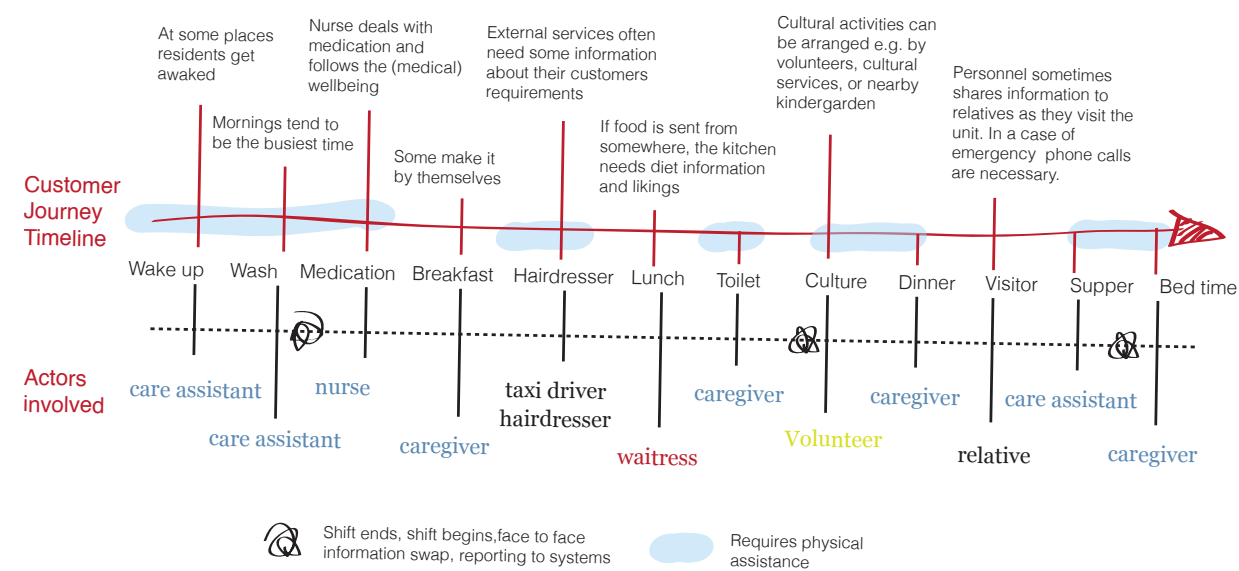 At some places
residents get
awaked
Nurse deals with
medication and
follows the (medical)
wellbeing
External services often
need some information
about their customers
requirements
Cultural activities can
be arranged e.g. by
volunteers, cultural
services, or nearby
kindergarden
Personnel sometimes
shares information to
relatives as they visit the
unit. In a case of
emergency phone calls
are necessary.
Mornings tend to
be the busiest time
Some make it
by themselves
If food is sent from
somewhere, the kitchen
needs diet information
and likings
Customer
Journey
Timeline
Wake up
Wash
Medication
Breakfast
Hairdresser
Lunch
Toilet
Culture
Dinner
Visitor
Supper
Bed time
Actors
involved
care assistant
care assistant
nurse
caregiver
taxi driver
hairdresser
waitress
caregiver
Volunteer
caregiver
relative
care assistant
caregiver
Shift ends, shift begins,face to face
information swap, reporting to systems
Requires physical
assistance